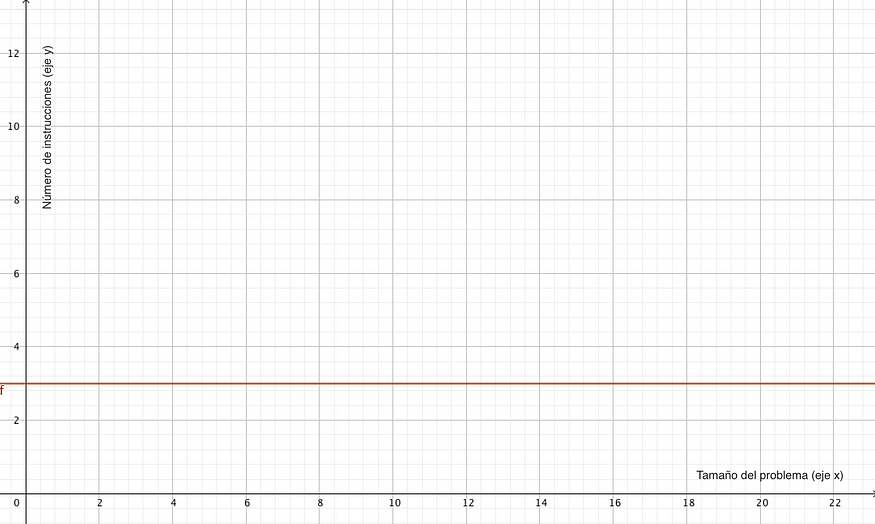 12
Número de instrucciones (eje y)
10
8
6
4
f
2
Tamaño del problema (eje x)
0 2 4 6 8 10 12 14 16 18 20 22